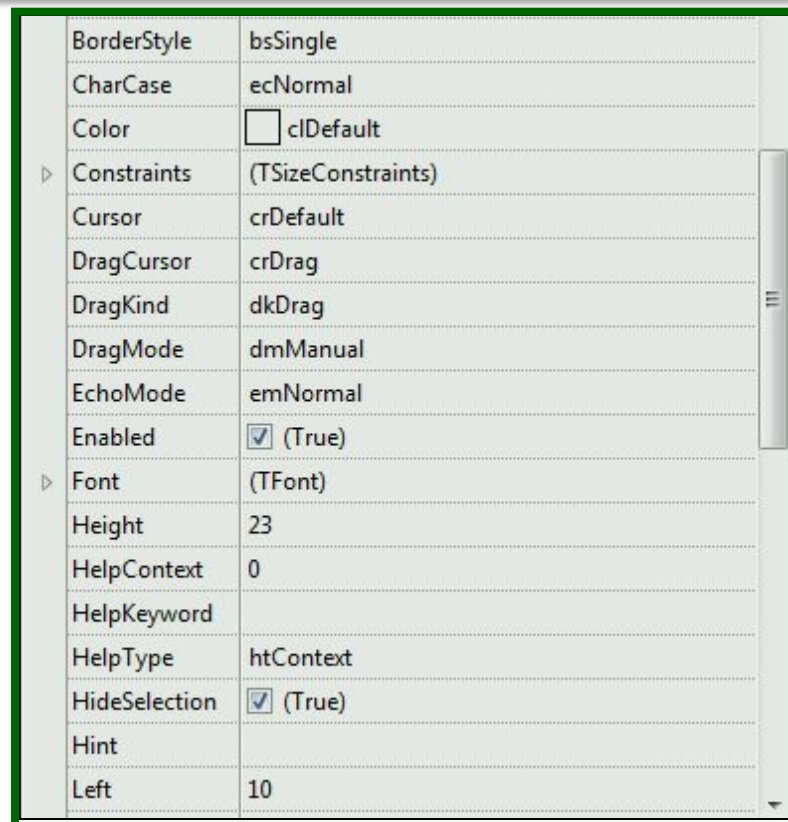 BorderStyle bsSingle
CharCase ecNormal
Color clDefault
Constraints (TSizeConstraints)
Cursor crDefault
DragCursor crDrag
DragKind dkDrag
DragMode dmManual
EchoMode emNormal
Enabled (True)
Font (TFont)
Height 23
HelpContext 0
HelpKeyword
HelpType htContext
HideSelection (True)
Hint
Left 10